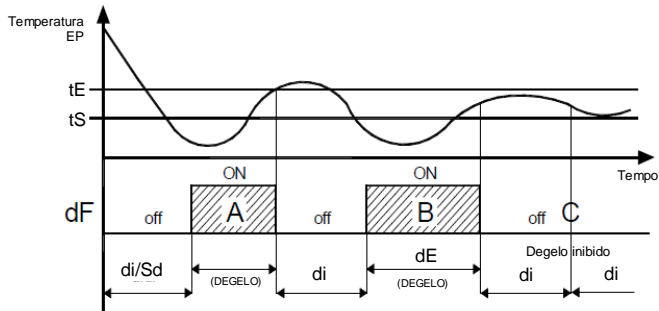 Temperatura
EP
tE
tS
Tempo
ON
ON
dF
off
A
off
B
off
C
Degelo inibido
di/Sd
(DEGELO)
di
dE
(DEGELO)
di
di